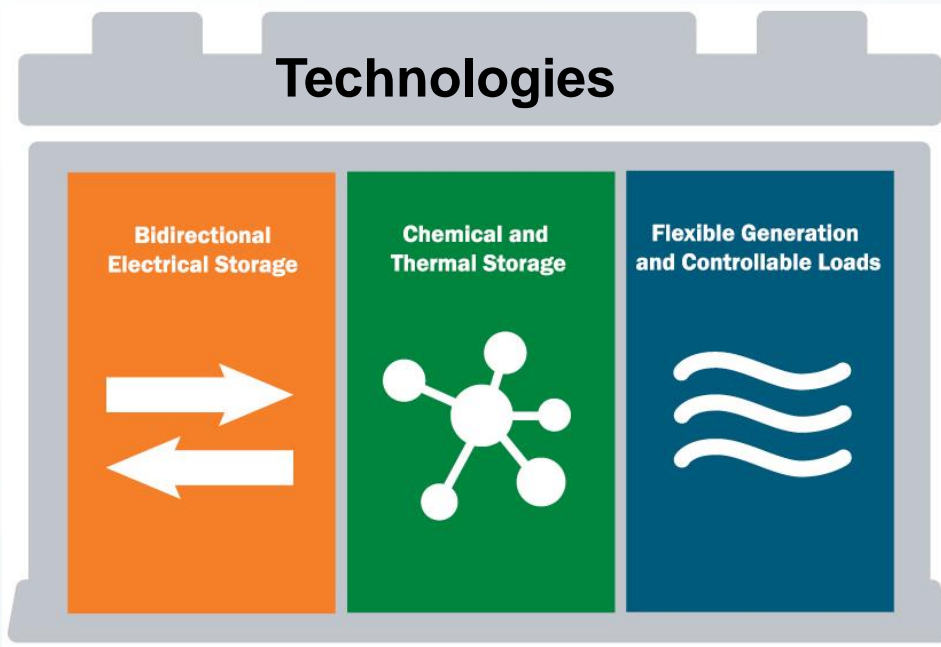 Technologies
Bidirectional
Electrical Storage
Chemical and
Thermal Storage
Flexible Generation
and Controllable Loads